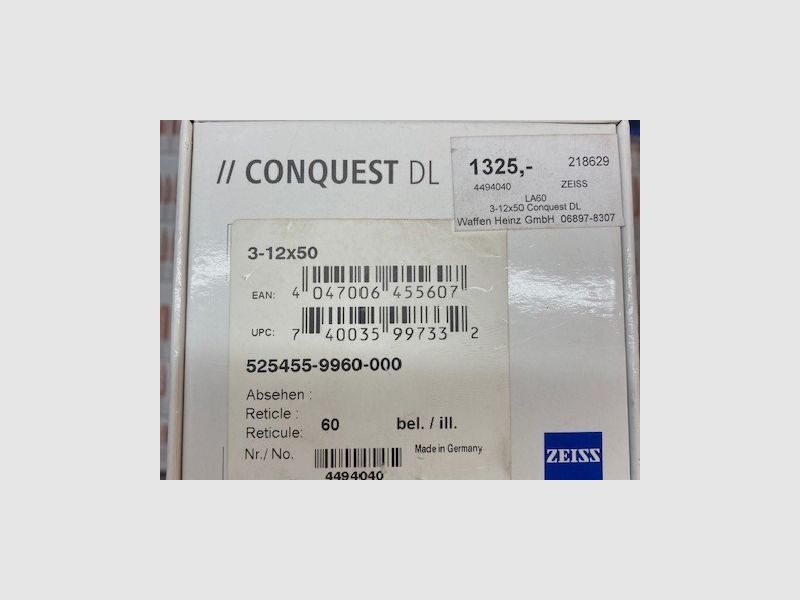 // CONQUEST DL
1325,- 218629
4494040 ZEISS
LA60
3-12x50 Conquest DL
Waffen Heinz GmbH 06897-8307
3-12x50
EAN: 4 047006 455607
UPC: 7 40035 99733 2
525455-9960-000
Absehen :
Reticle :
Reticule: 60 bel. / ill.
Nr./ No. Made in Germany
4494040
ZEISS